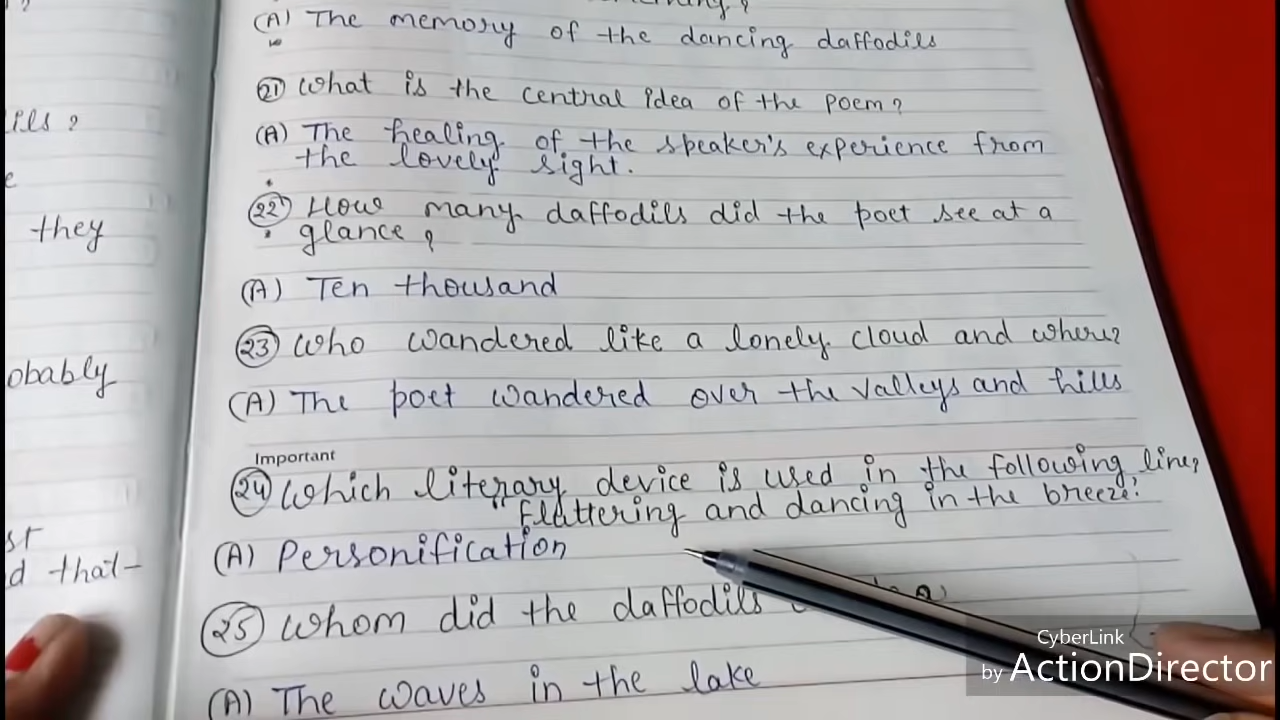 (A) The memory of the dancing daffodils
21 What is the central idea of the poem?
(A) The healing of the speaker's experience from
the lovely sight.
22 How many daffodils did the poet see at a
glance?
(A) Ten thousand
23 Who wandered like a lonely cloud and where?
(A) The poet wandered over the valleys and hills
Important
24 Which literary device is used in the following line?
"Fluttering and dancing in the breeze?
(A) Personification
25 Whom did the daffodils
(A) The waves in the lake
ils?
they
obably
st
d that-
CyberLink
by ActionDirector